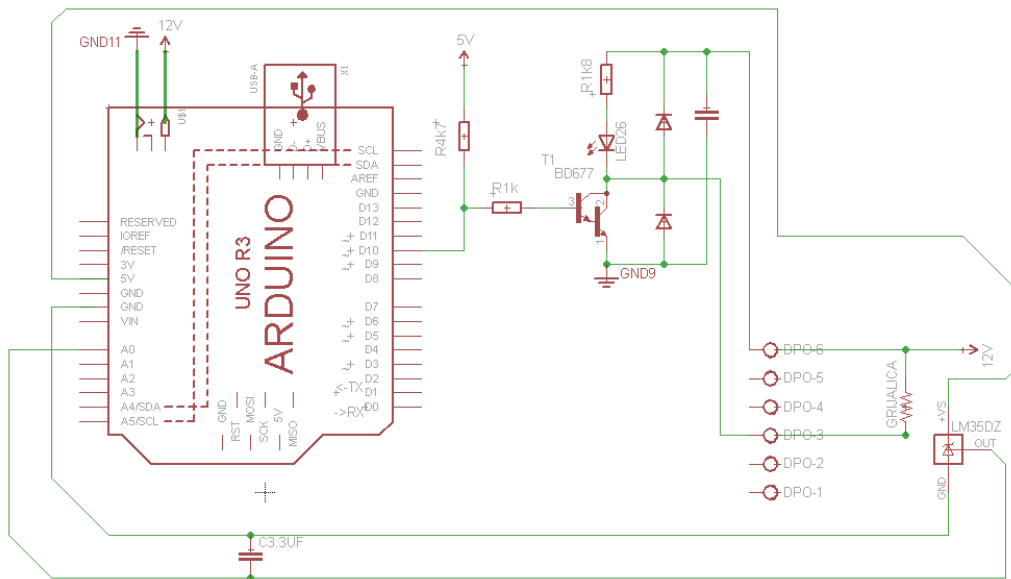 12V
GND11
U$1
USB-A
X1
GND
D-
D+
VBUS
SCL
SDA
AREF
GND
D13
D12
D11
D10
D9
D8
D7
D6
D5
D4
D3
D2
D1
D0
<-TX
->RX
RESERVED
IOREF
/RESET
3V
5V
GND
GND
VIN
A0
A1
A2
A3
A4/SDA
A5/SCL
UNO R3
ARDUINO
GND
RST
MOSI
SCK
5V
MISO
5V
R4k7
R1k
T1
BD677
3
2
1
R1k8
LED26
GND9
DPO-6
DPO-5
DPO-4
DPO-3
DPO-2
DPO-1
12V
GRIJALICA
+VS
LM35DZ
OUT
GND
C3.3UF